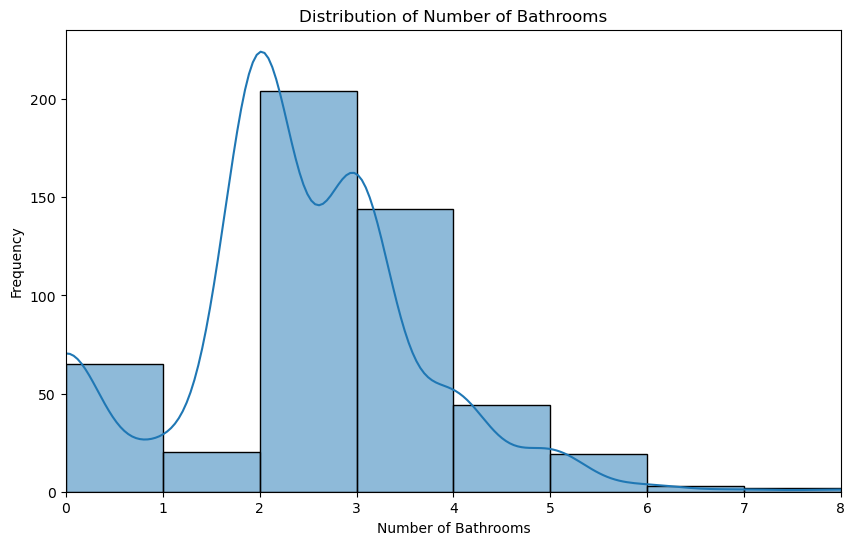 Distribution of Number of Bathrooms
200
150
100
50
0
Frequency
0 1 2 3 4 5 6 7 8
Number of Bathrooms